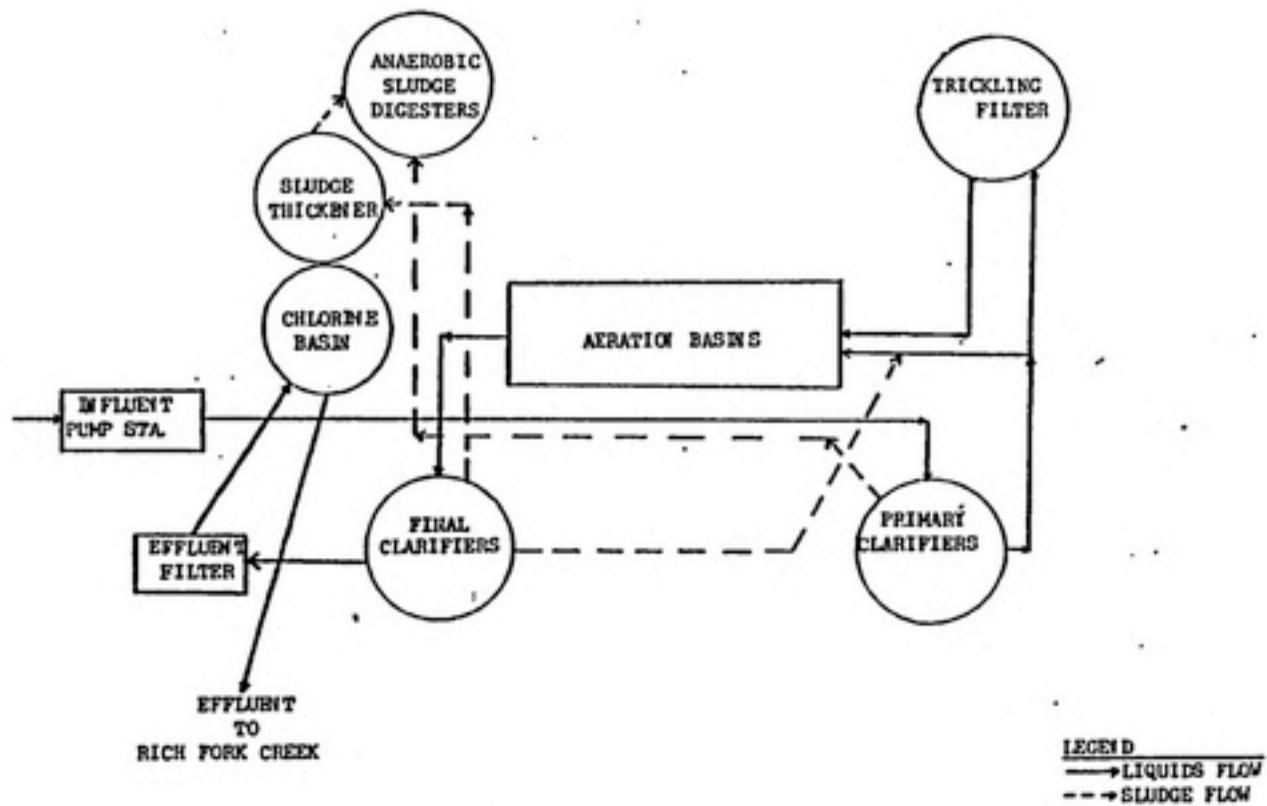 ANAEROBIC
SLUDGE
DIGESTERS
TRICKLING
FILTER
SLUDGE
THICKENER
CHLORINE
BASIN
AERATION BASINS
INFLUENT
PUMP STA.
FINAL
CLARIFIERS
PRIMARY
CLARIFIERS
EFFLUENT
FILTER
EFFLUENT
TO
RICH FORK CREEK
LEGEND
LIQUIDS FLOW
SLUDGE FLOW